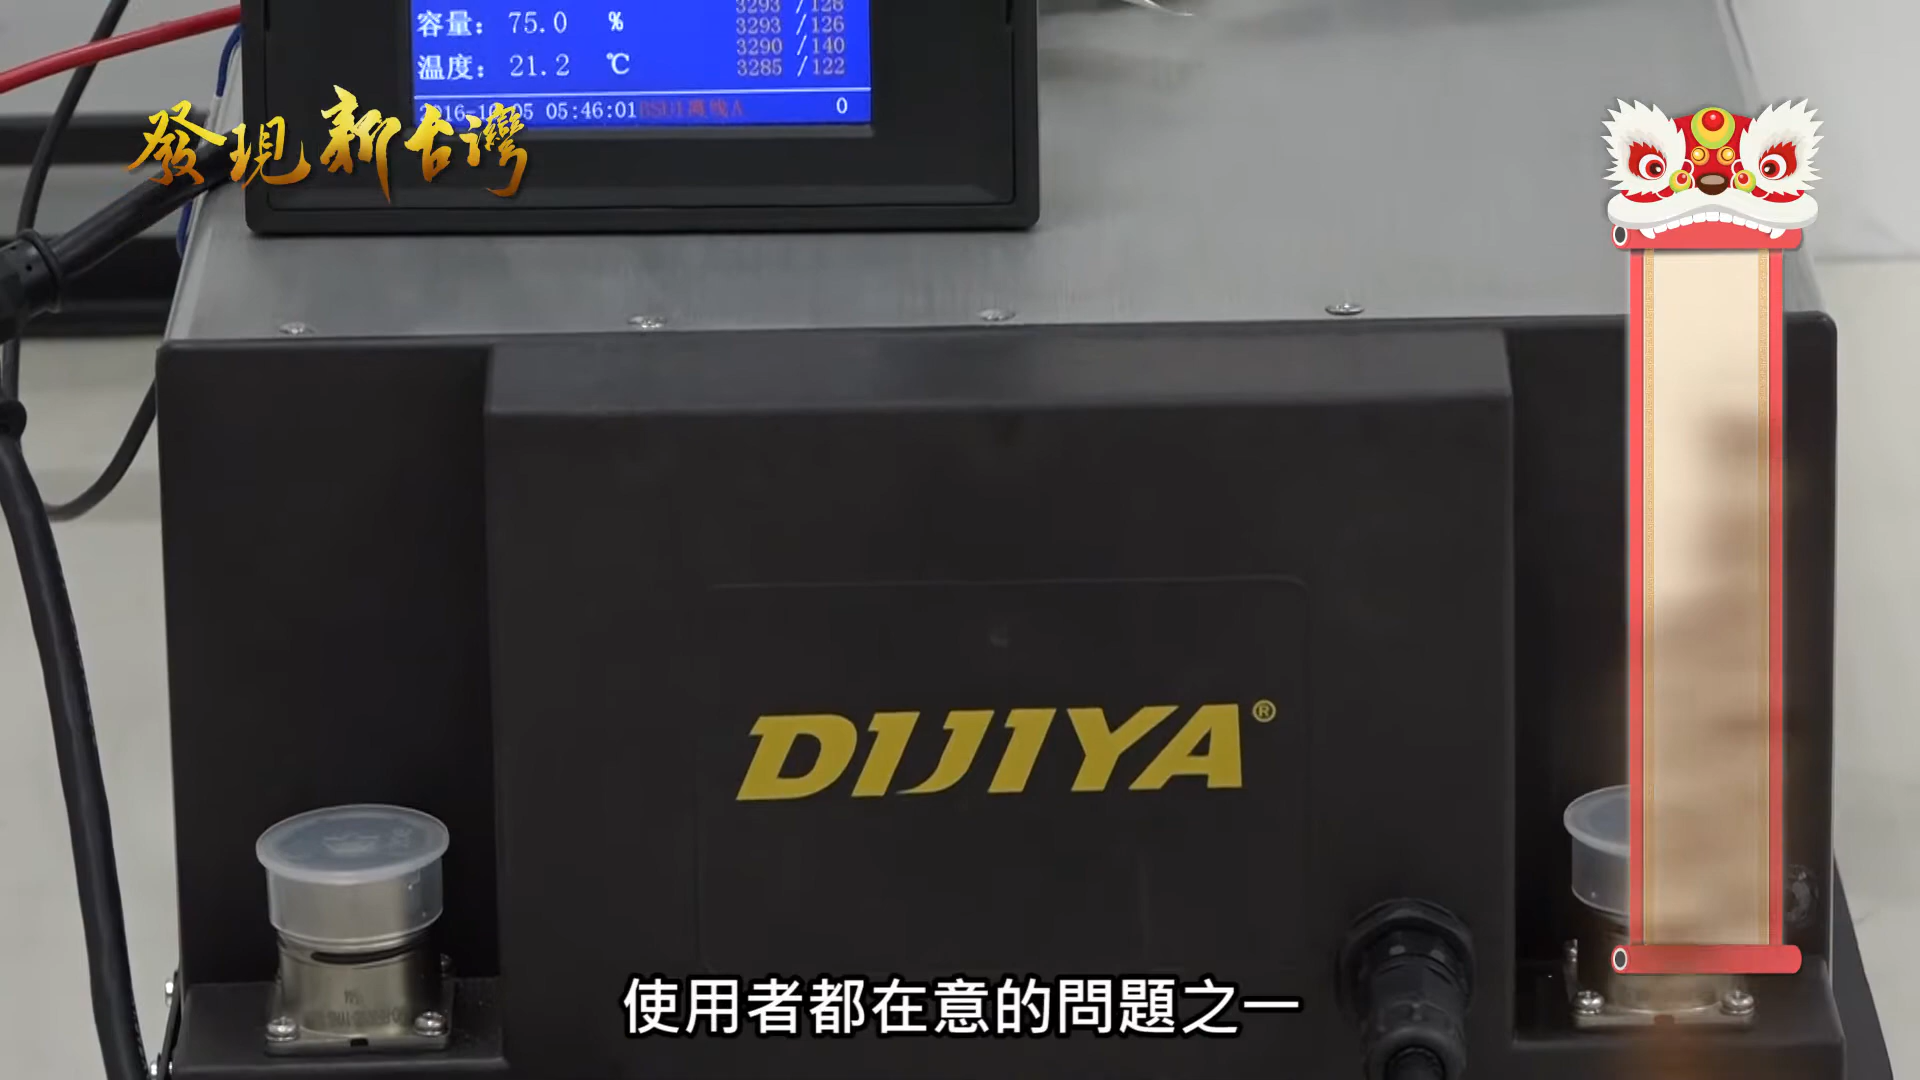 3293 /128
容量: 75.0 %
3293 /126
3290 /140
温度: 21.2 ℃
3285 /122
05:46:01
0
發現新台灣
DIJIYA®
使用者都在意的問題之一